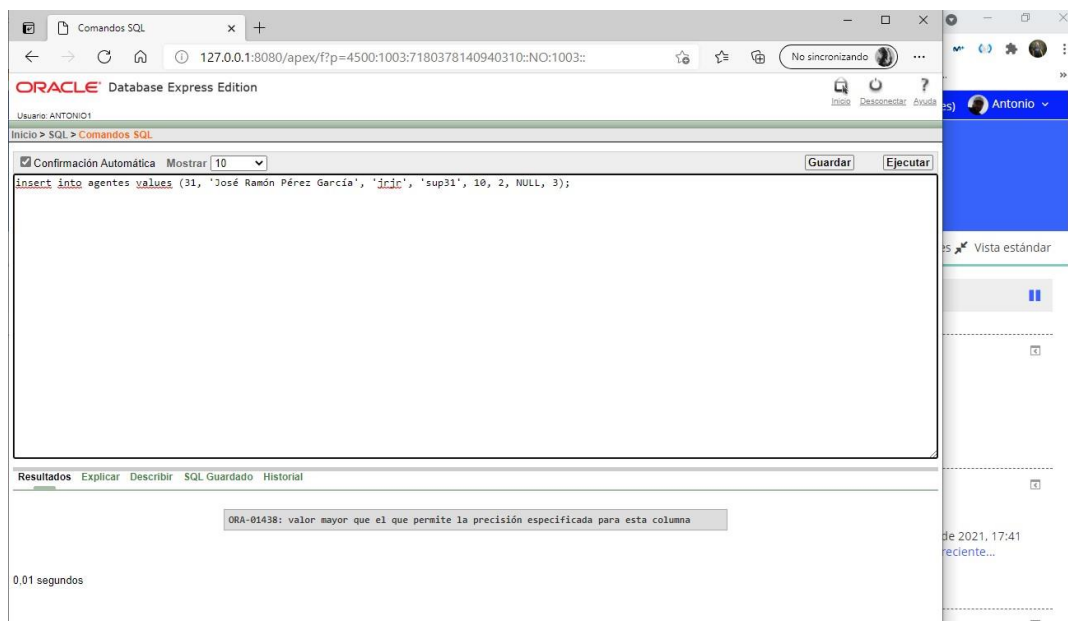 Comandos SQL
127.0.0.1:8080/apex/f?p=4500:1003:7180378140940310::NO:1003::
No sincronizando
ORACLE Database Express Edition
Inicio Desconectar Ayuda
es) Antonio
Usuario: ANTONIO1
Inicio > SQL > Comandos SQL
Confirmación Automática Mostrar 10 Guardar Ejecutar
insert into agentes values (31, 'José Ramón Pérez García', 'jrjr', 'sup31', 10, 2, NULL, 3);
es Vista estándar
Resultados Explicar Describir SQL Guardado Historial
ORA-01438: valor mayor que el que permite la precisión especificada para esta columna
de 2021, 17:41
reciente...
0,01 segundos